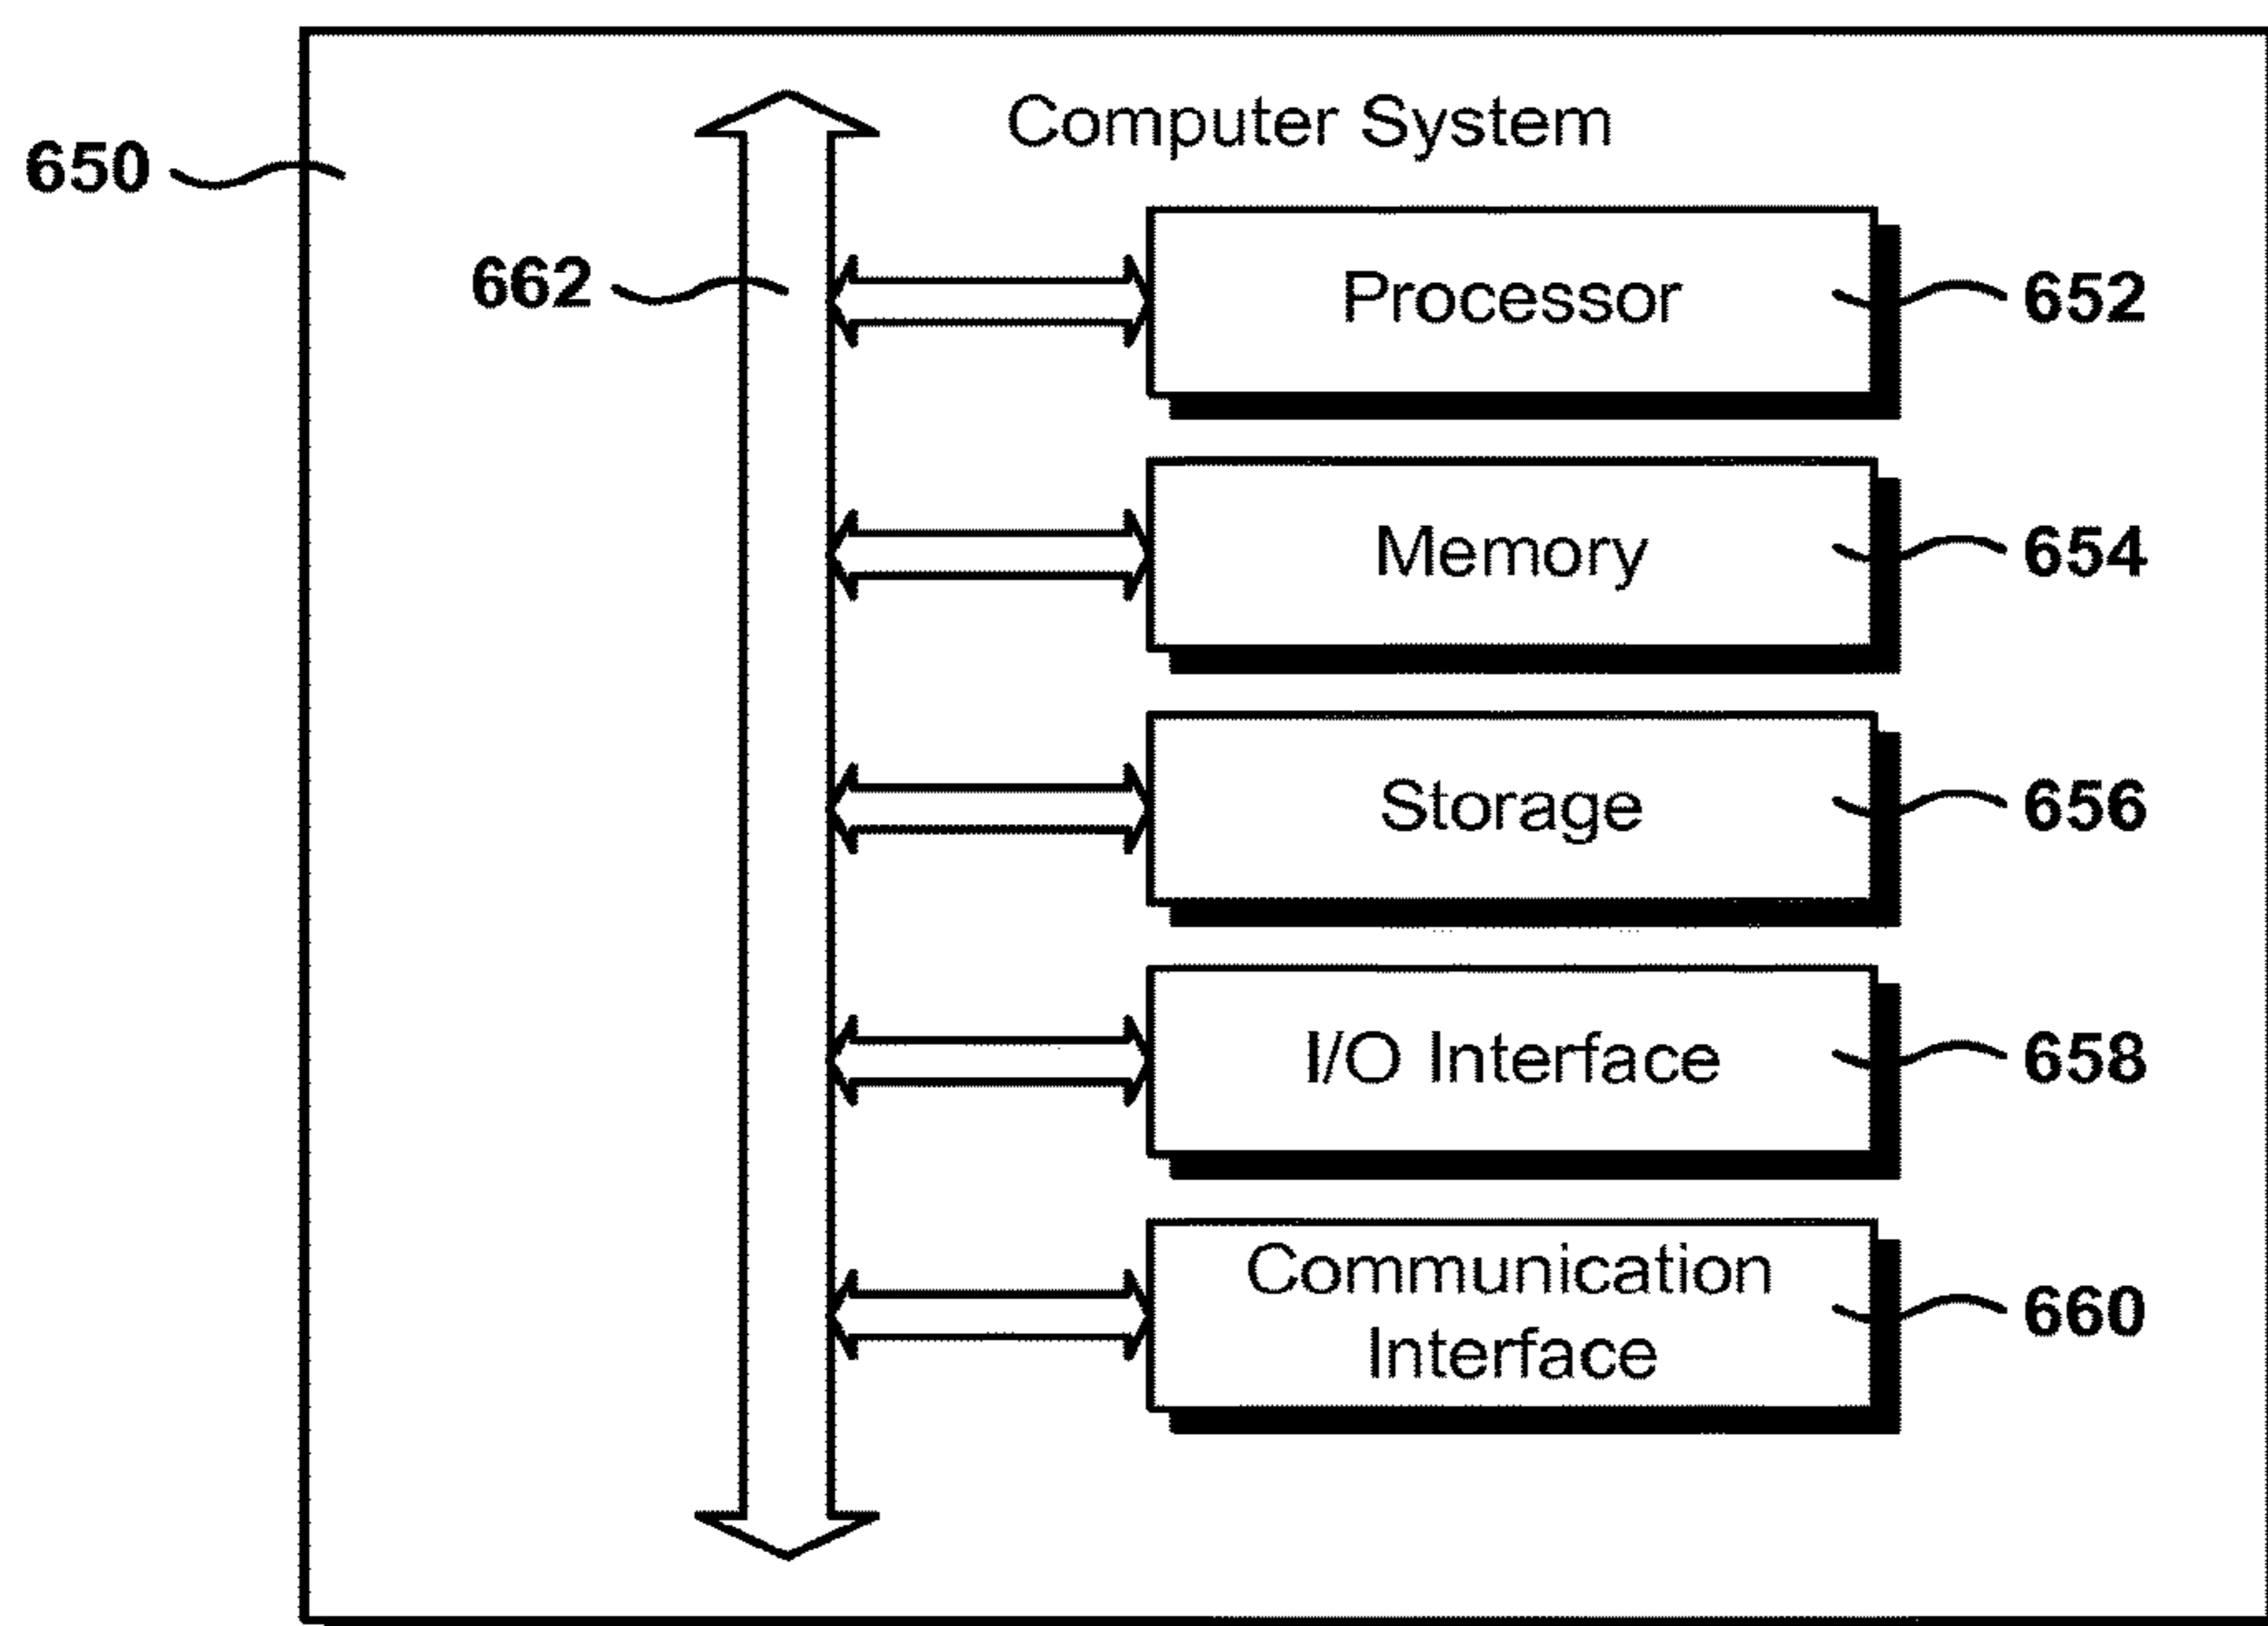 Computer System
650
662
Processor
652
Memory
654
Storage
656
I/O Interface
658
Communication
Interface
660